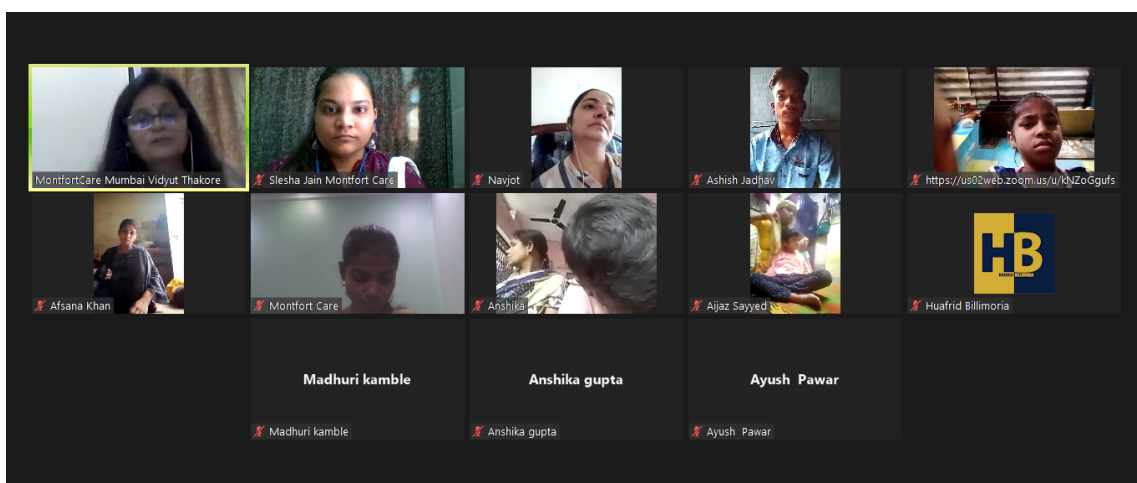 MontfortCare Mumbai Vidyut Thakore
Slesha Jain Montfort Care
Navjot
Ashish Jadhav
https://us02web.zoom.us/u/kNZoGgufs
Afsana Khan
Montfort Care
Anshika
Aijaz Sayyed
HB
Huafrid Billimoria
Madhuri kamble
Anshika gupta
Ayush Pawar
Madhuri kamble
Anshika gupta
Ayush Pawar